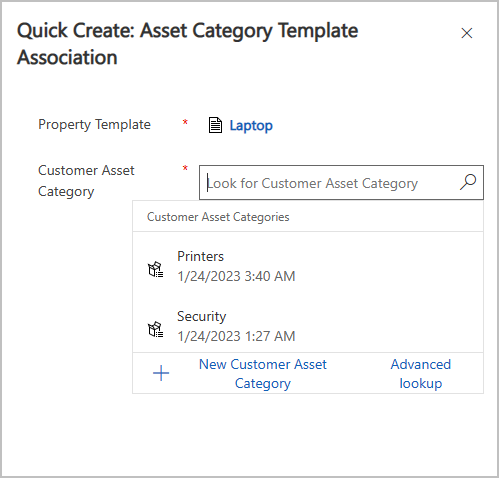 Quick Create: Asset Category Template
Association
Property Template * Laptop
Customer Asset * Look for Customer Asset Category
Category
Customer Asset Categories
Printers
1/24/2023 3:40 AM
Security
1/24/2023 1:27 AM
New Customer Asset Advanced
Category lookup